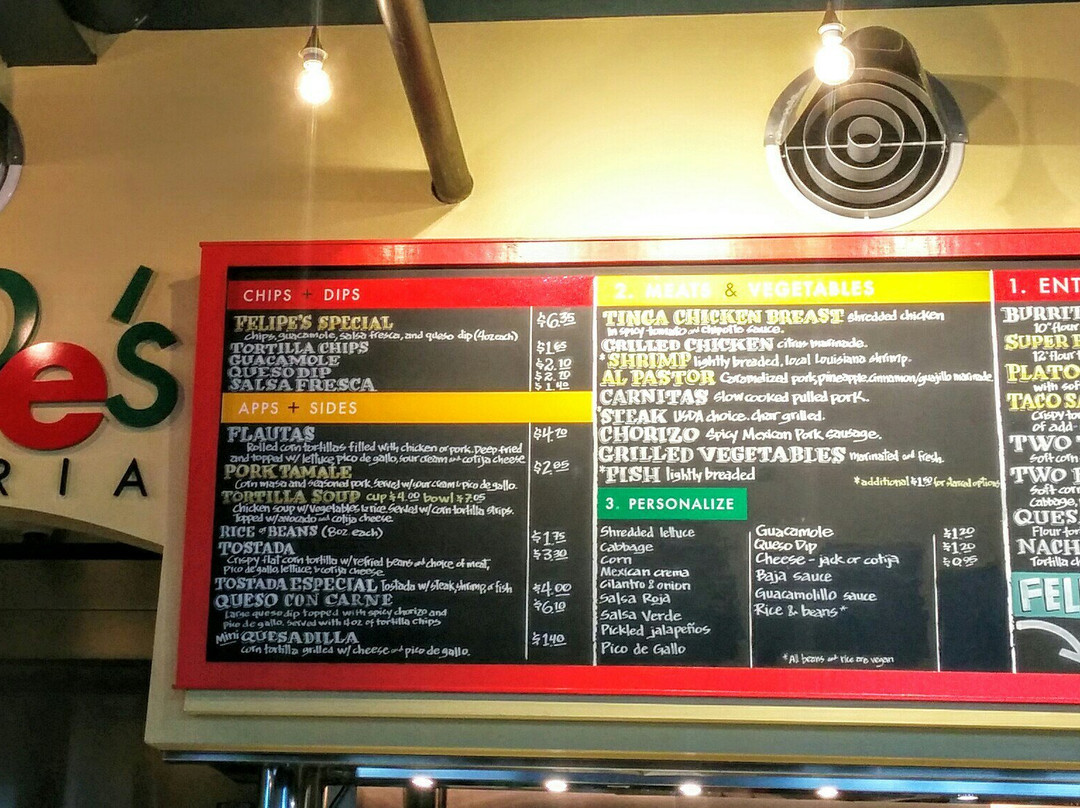 e's
RIA
CHIPS + DIPS
FELIPE'S SPECIAL $6.35
chips, guacamole, salsa fresca, and queso dip (4oz each)
TORTILLA CHIPS $1.65
GUACAMOLE $2.10
QUESO DIP $2.10
SALSA FRESCA $1.40
APPS + SIDES
FLAUTAS $4.70
Rolled corn tortillas filled with chicken or pork. Deep fried
and topped w/ lettuce, pico de gallo, sour cream and cotija cheese
PORK TAMALE $2.05
Corn masa and seasoned pork. Served w/ sour cream & pico de gallo.
TORTILLA SOUP cup $4.00 bowl $7.05
Chicken soup w/ vegetables & rice. Served w/ corn tortilla strips.
Topped w/ avocado and cotija cheese.
RICE or BEANS (8oz each) $1.75
TOSTADA $3.30
Crispy flat corn tortilla w/ refried beans and choice of meat,
Pico de gallo, lettuce, & cotija cheese
TOSTADA ESPECIAL Tostada w/ steak, shrimp, or fish $4.00
QUESO CON CARNE $6.10
Large queso dip topped with spicy chorizo and
pico de gallo. Served with 4oz of tortilla chips
Mini QUESADILLA $1.40
corn tortilla grilled w/ cheese and pico de gallo.
2. MEATS & VEGETABLES
TINGA CHICKEN BREAST shredded chicken
in spicy tomato and chipotle sauce.
GRILLED CHICKEN citrus marinade.
*SHRIMP lightly breaded, local Louisiana shrimp.
AL PASTOR Caramelized pork, pineapple, cinnamon/guajillo marinade
CARNITAS Slow cooked pulled pork.
*STEAK USDA choice. char grilled.
CHORIZO Spicy Mexican Pork sausage.
GRILLED VEGETABLES marinated and fresh.
*FISH lightly breaded
*additional $1.90 for starred options
3. PERSONALIZE
Shredded lettuce
Cabbage
Corn
Mexican crema
Cilantro & onion
Salsa Roja
Salsa Verde
Pickled jalapeños
Pico de Gallo
Guacamole $1.20
Queso Dip $1.20
Cheese - jack or cotija $0.95
Baja sauce
Guacamolillo sauce
Rice & beans*
*All beans and rice are vegan
1. ENT
BURRIT
10" flour
SUPER
12" flour
PLATO
with sof
TACO SA
Crispy to
of add
TWO T
Soft corn
TWO
Soft cor
Cabbage,
QUES
Flour tor
NACH
Tortilla c
FEL